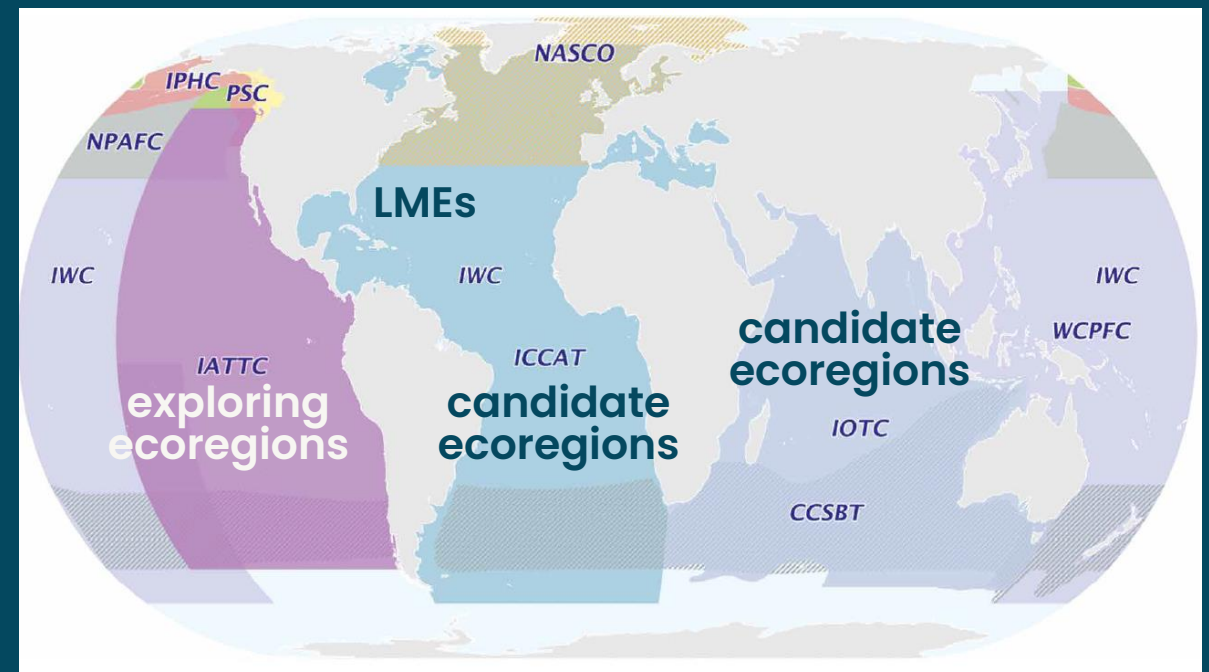 NASCO
IPHC
PSC
NPAFC
LMEs
IWC
IWC
IWC
candidate
ecoregions
WCPFC
IATTC
exploring
ecoregions
ICCAT
candidate
ecoregions
IOTC
CCSBT